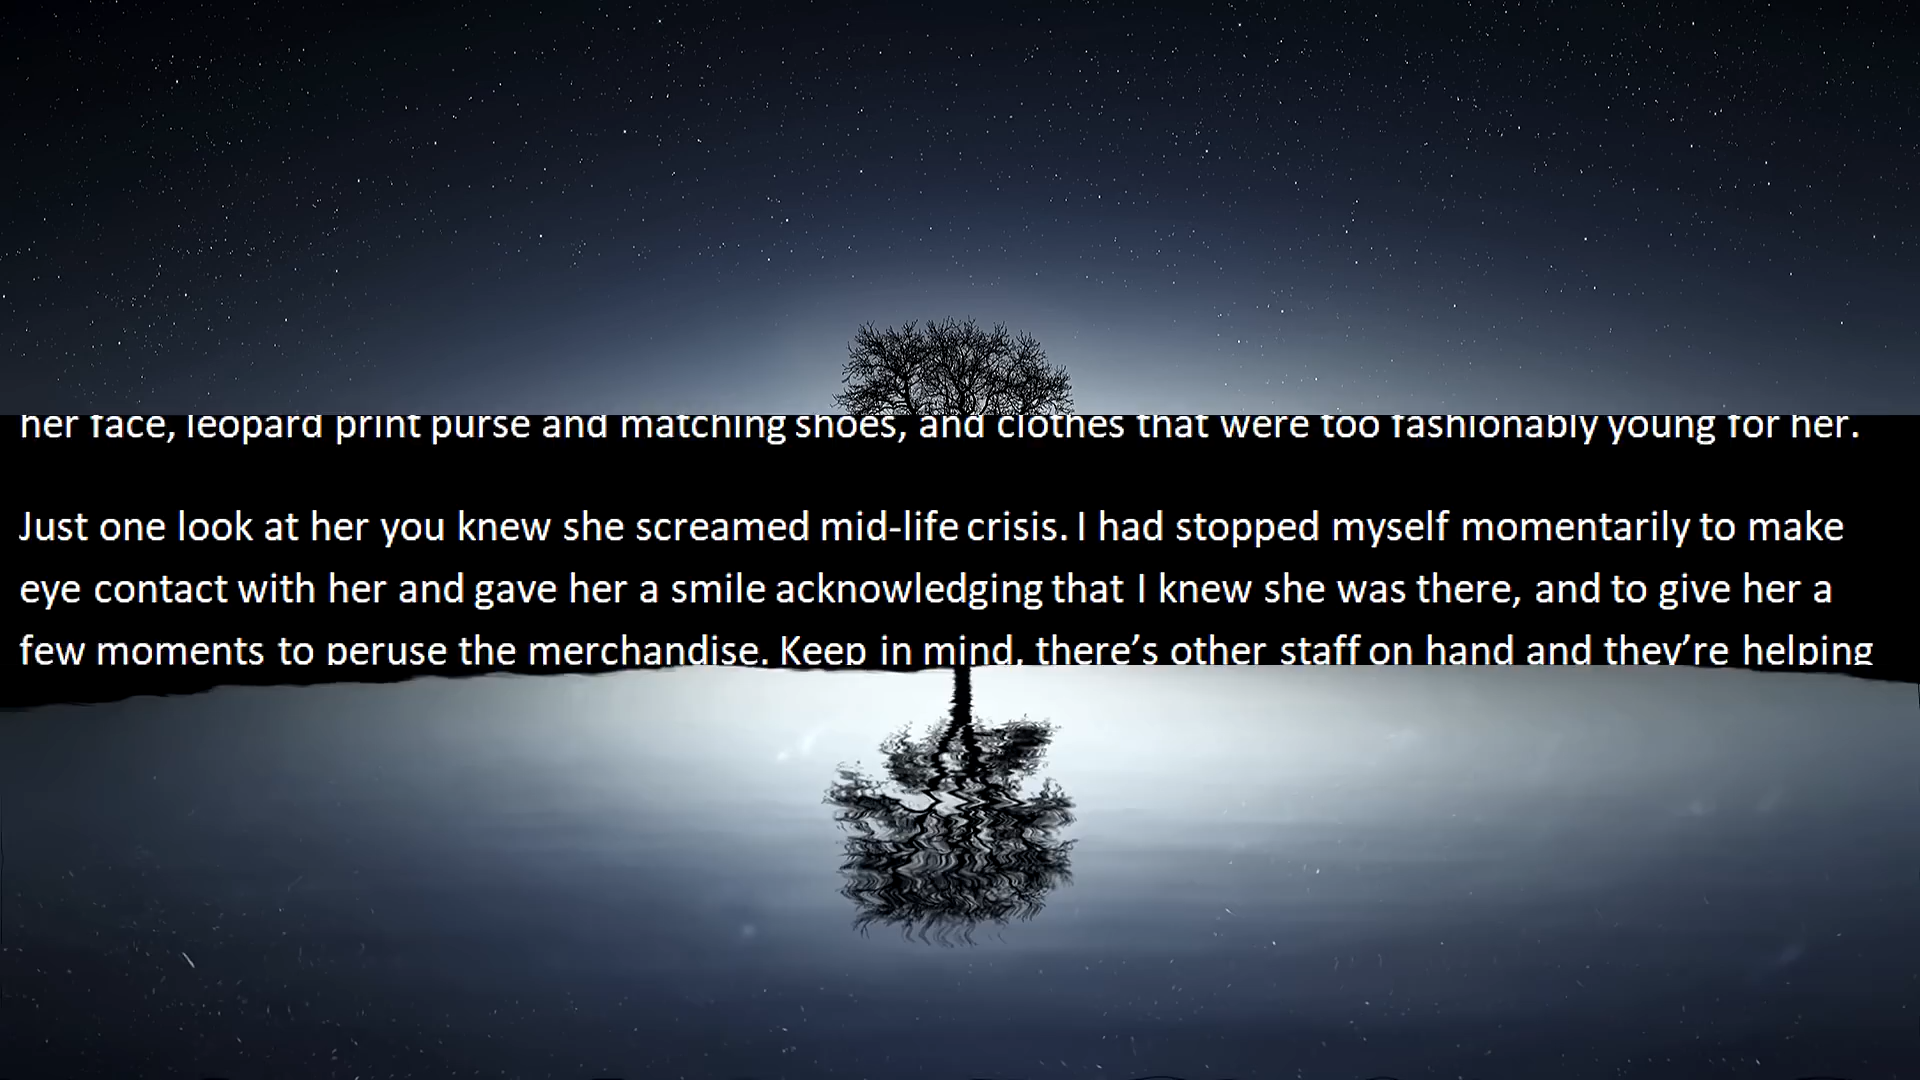 her face, leopard print purse and matching shoes, and clothes that were too fashionably young for her.
Just one look at her you knew she screamed mid-life crisis. I had stopped myself momentarily to make
eye contact with her and gave her a smile acknowledging that I knew she was there, and to give her a
few moments to peruse the merchandise. Keep in mind, there’s other staff on hand and they’re helping